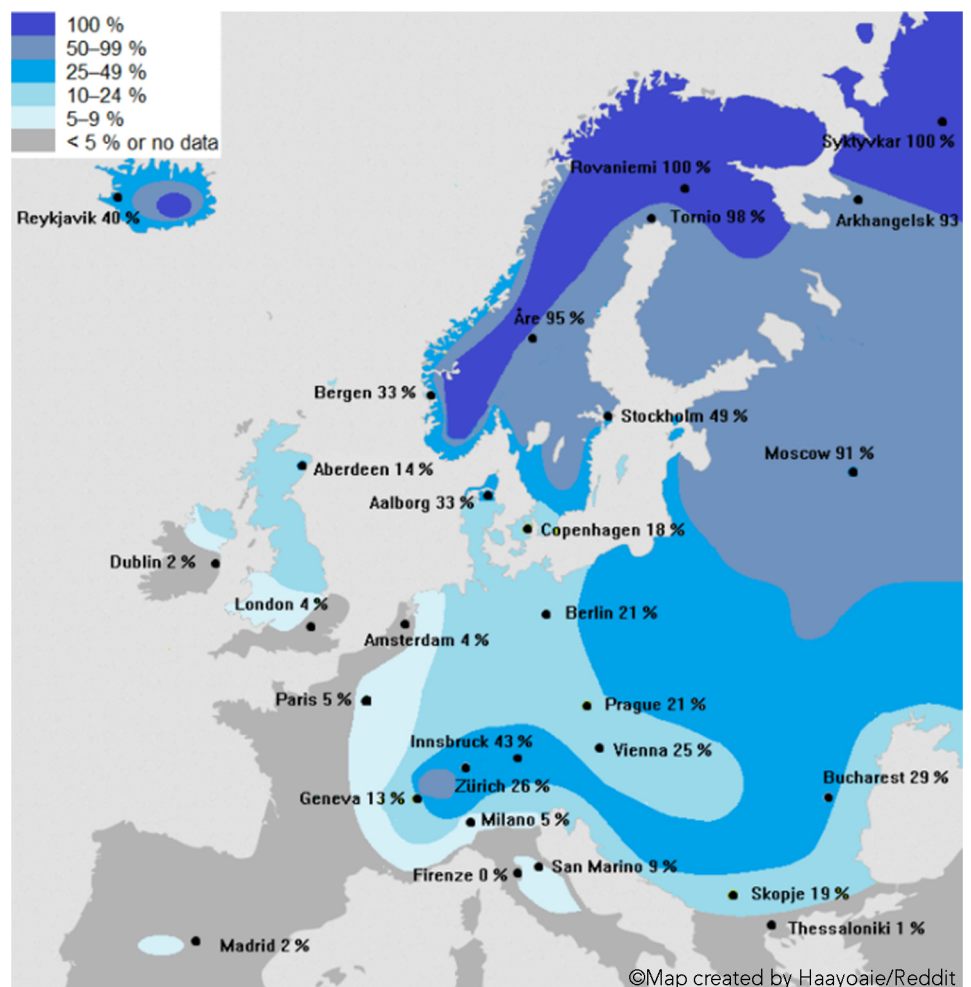 100 %
50–99 %
25–49 %
10–24 %
5–9 %
< 5 % or no data
Syktyvkar 100 %
Rovaniemi 100 %
Reykjavik 40 %
Tornio 98 %
Arkhangelsk 93
Åre 95 %
Bergen 33 %
Stockholm 49 %
Moscow 91 %
Aberdeen 14 %
Aalborg 33 %
Copenhagen 18 %
Dublin 2 %
London 4 %
Berlin 21 %
Amsterdam 4 %
Paris 5 %
Prague 21 %
Innsbruck 43 %
Vienna 25 %
Zürich 26 %
Bucharest 29 %
Geneva 13 %
Milano 5 %
San Marino 9 %
Firenze 0 %
Skopje 19 %
Thessaloniki 1 %
Madrid 2 %
©Map created by Haayoaie/Reddit